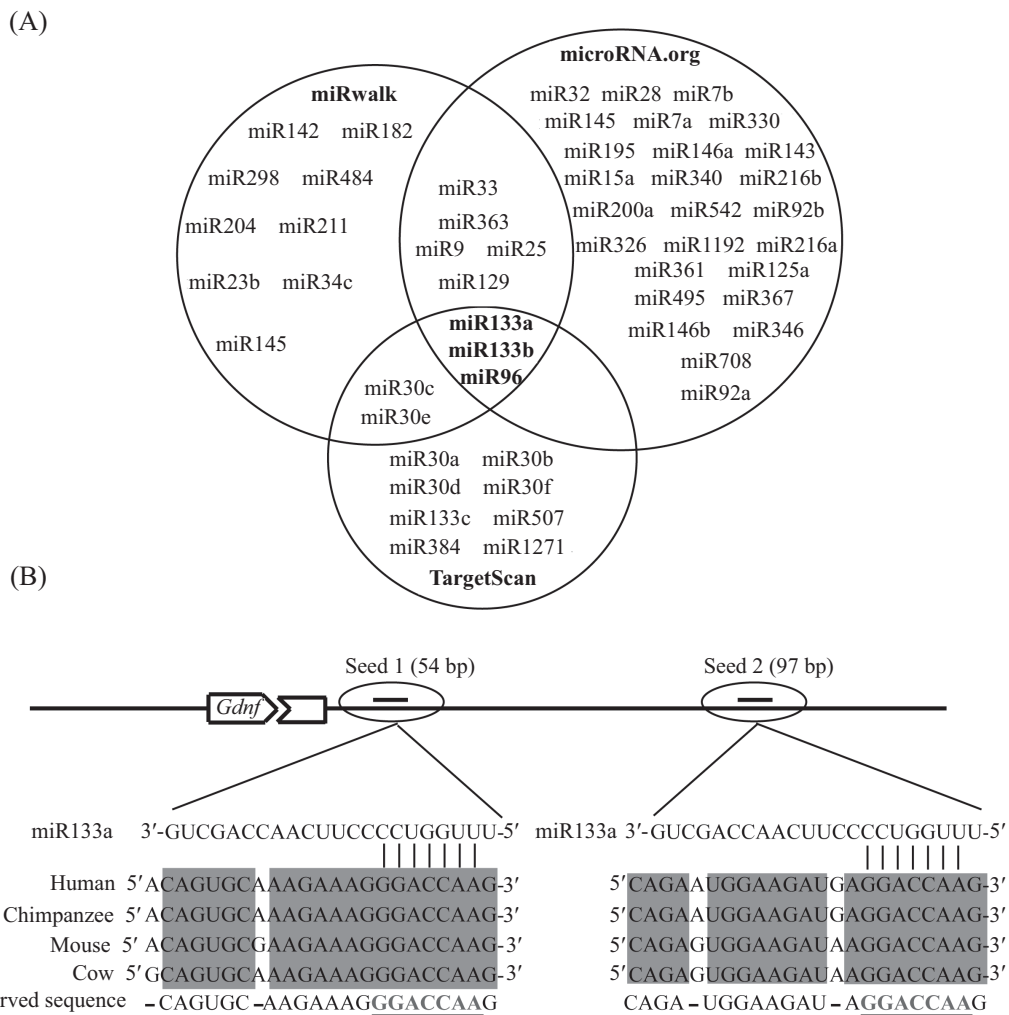 (A)
microRNA.org
miRwalk
miR32 miR28 miR7b
miR142 miR182
miR145 miR7a miR330
miR195 miR146a miR143
miR298 miR484
miR33
miR15a miR340 miR216b
miR204 miR211
miR363
miR200a miR542 miR92b
miR9 miR25
miR326 miR1192 miR216a
miR23b miR34c
miR129
miR361 miR125a
miR495 miR367
miR145
miR133a
miR146b miR346
miR133b
miR708
miR96
miR30c
miR92a
miR30e
miR30a miR30b
miR30d miR30f
miR133c miR507
miR384 miR1271
TargetScan
(B)
Seed 1 (54 bp) Seed 2 (97 bp)
Gdnf
miR133a 3′-GUCGACCAACUUCCCCUGGUUU-5′ miR133a 3′-GUCGACCAACUUCCCCUGGUUU-5′
Human 5′ACAGUGCAAAGAAAGGGACCAAG-3′ 5′CAGAAUGGAAGAUGAGGACCAAG-3′
Chimpanzee 5′ACAGUGCAAAGAAAGGGACCAAG-3′ 5′CAGAAUGGAAGAUGAGGACCAAG-3′
Mouse 5′ ACAGUGCGAAGAAAGGGACCAAG-3′ 5′CAGAGUGGAAGAUAAGGACCAAG-3′
Cow 5′GCAGUGCAAAGAAAGGGACCAAG-3′ 5′CAGAGUGGAAGAUAAGGACCAAG-3′
rved sequence –CAGUGC–AAGAAAGGGACCAAG CAGA–UGGAAGAU–AGGACCAAG